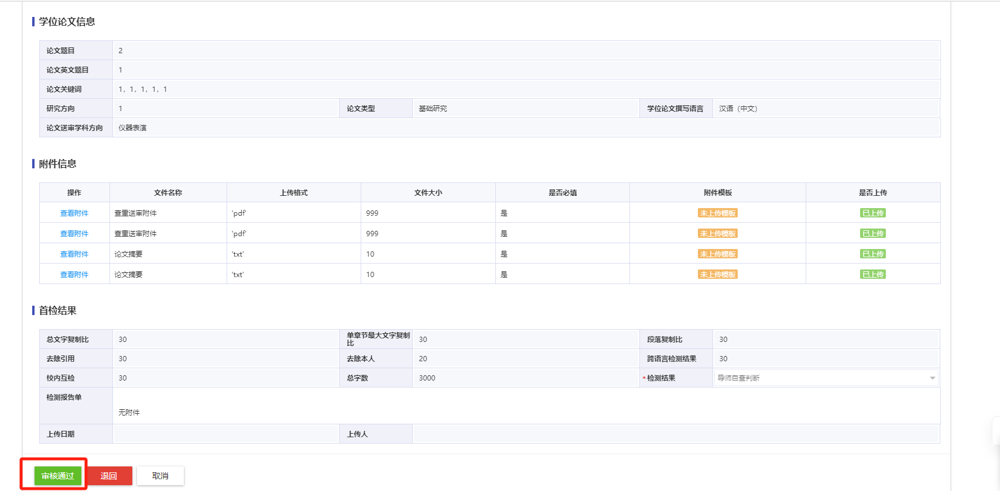 学位论文信息
论文题目 2
论文英文题目 1
论文关键词 1，1，1，1，1
研究方向 1 论文类型 基础研究 学位论文撰写语言 汉语（中文）
论文送审学科方向 仪器表演
附件信息
操作 文件名称 上传格式 文件大小 是否必填 附件模板 是否上传
查看附件 查重送审附件 'pdf' 999 是 未上传模板 已上传
查看附件 查重送审附件 'pdf' 999 是 未上传模板 已上传
查看附件 论文摘要 'txt' 10 是 未上传模板 已上传
查看附件 论文摘要 'txt' 10 是 未上传模板 已上传
首检结果
总文字复制比 30 单章节最大文字复制比 30 段落复制比 30
去除引用 30 去除本人 20 跨语言检测结果 30
校内互检 30 总字数 3000 *检测结果 导师自查判断
检测报告单
无附件
上传日期 上传人
审核通过 退回 取消